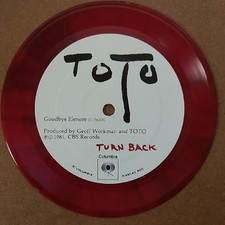 TOTO
Goodbye Elenore
Produced by Geoff Workman and TOTO
℗ 1981, CBS Records
TURN BACK
Columbia